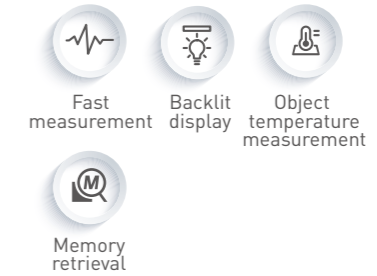 Fast
measurement
Backlit
display
Object
temperature
measurement
M
Memory
retrieval